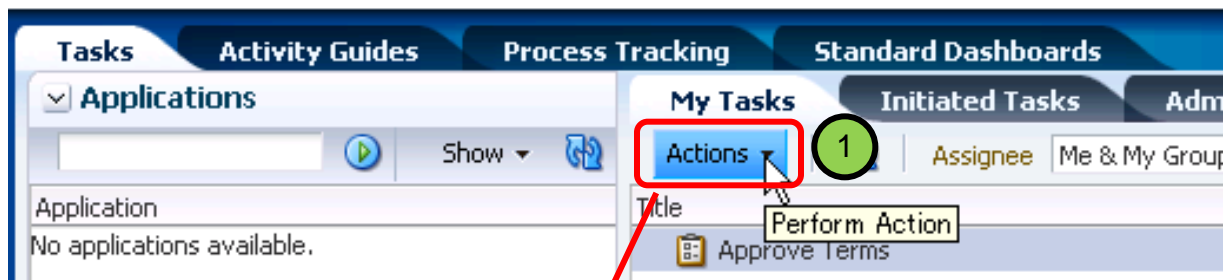 Tasks Activity Guides Process Tracking Standard Dashboards
Applications My Tasks Initiated Tasks
Show Actions 1 Assignee Me & My Group
Application Title
Perform Action
No applications available. Approve Terms